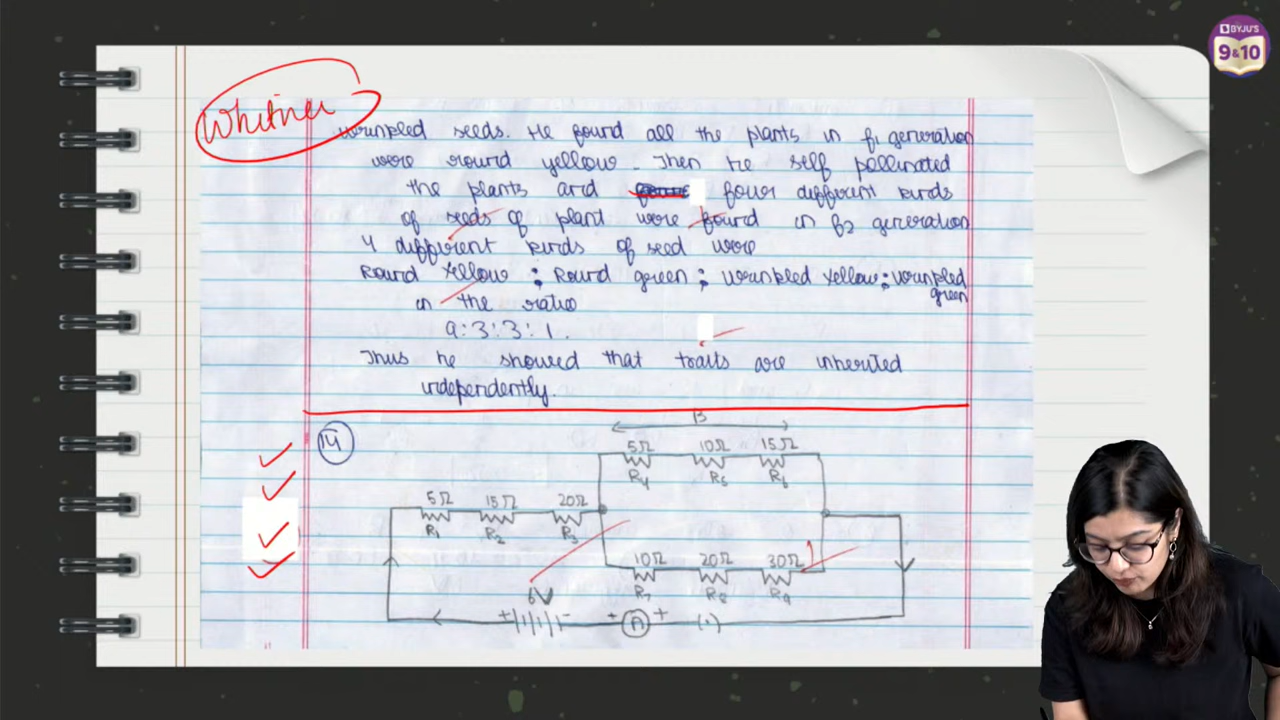 BYJU'S
9&10
Whitner
wrinkled seeds. He found all the plants in f1 generation
were round yellow. Then He self pollinated
the plants and four different kinds
of seeds of plant were found in f2 generation
4 different kinds of seed were
Round Yellow : Round green : wrinkled yellow : wrinkled
green
in the ratio
9:3:3:1.
Thus he showed that traits are inherited
independently.
14
B
5Ω 10Ω 15Ω
R4 R5 R6
5Ω 15Ω 20Ω
R1 R2 R3
10Ω 20Ω 30Ω
R7 R8 R9
6V
+ - A + (.)